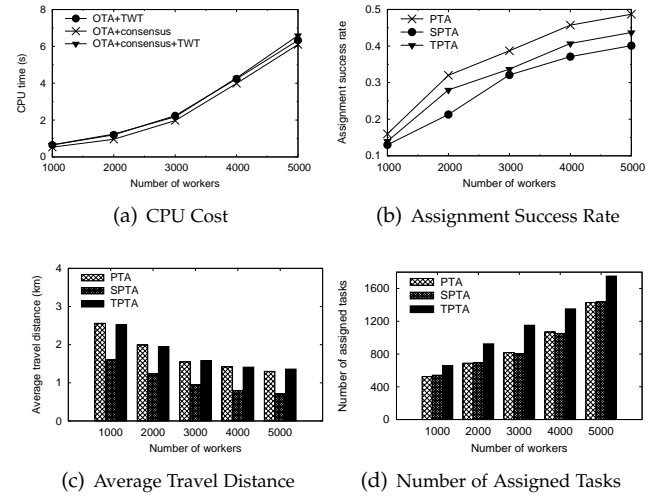 8
OTA+TWT
OTA+consensus
OTA+consensus+TWT
6
4
2
0
CPU time (s)
1000 2000 3000 4000 5000
Number of workers
(a) CPU Cost
0.5
PTA
SPTA
TPTA
0.4
0.3
0.2
0.1
Assignment success rate
1000 2000 3000 4000 5000
Number of workers
(b) Assignment Success Rate
4
PTA
SPTA
TPTA
3
2
1
0
Average travel distance (km)
1000 2000 3000 4000 5000
Number of workers
(c) Average Travel Distance
PTA
SPTA
TPTA
1600
1200
800
400
0
Number of assigned tasks
1000 2000 3000 4000 5000
Number of workers
(d) Number of Assigned Tasks